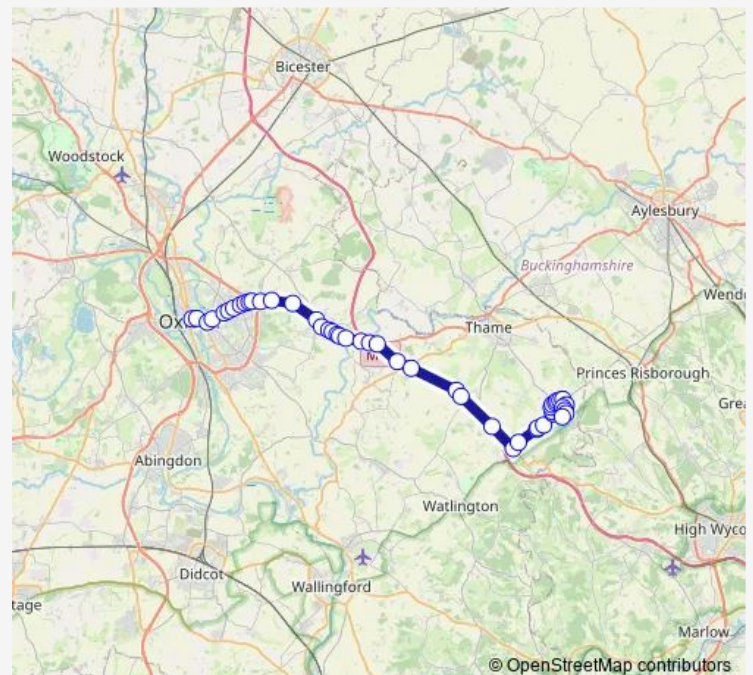 Bicester
Woodstock
Aylesbury
Buckinghamshire
Wend
Ox
Thame
M
Princes Risborough
Grea
Abingdon
Watlington
High Wyco
Didcot
Wallingford
tage
Marlow
© OpenStreetMap contributors